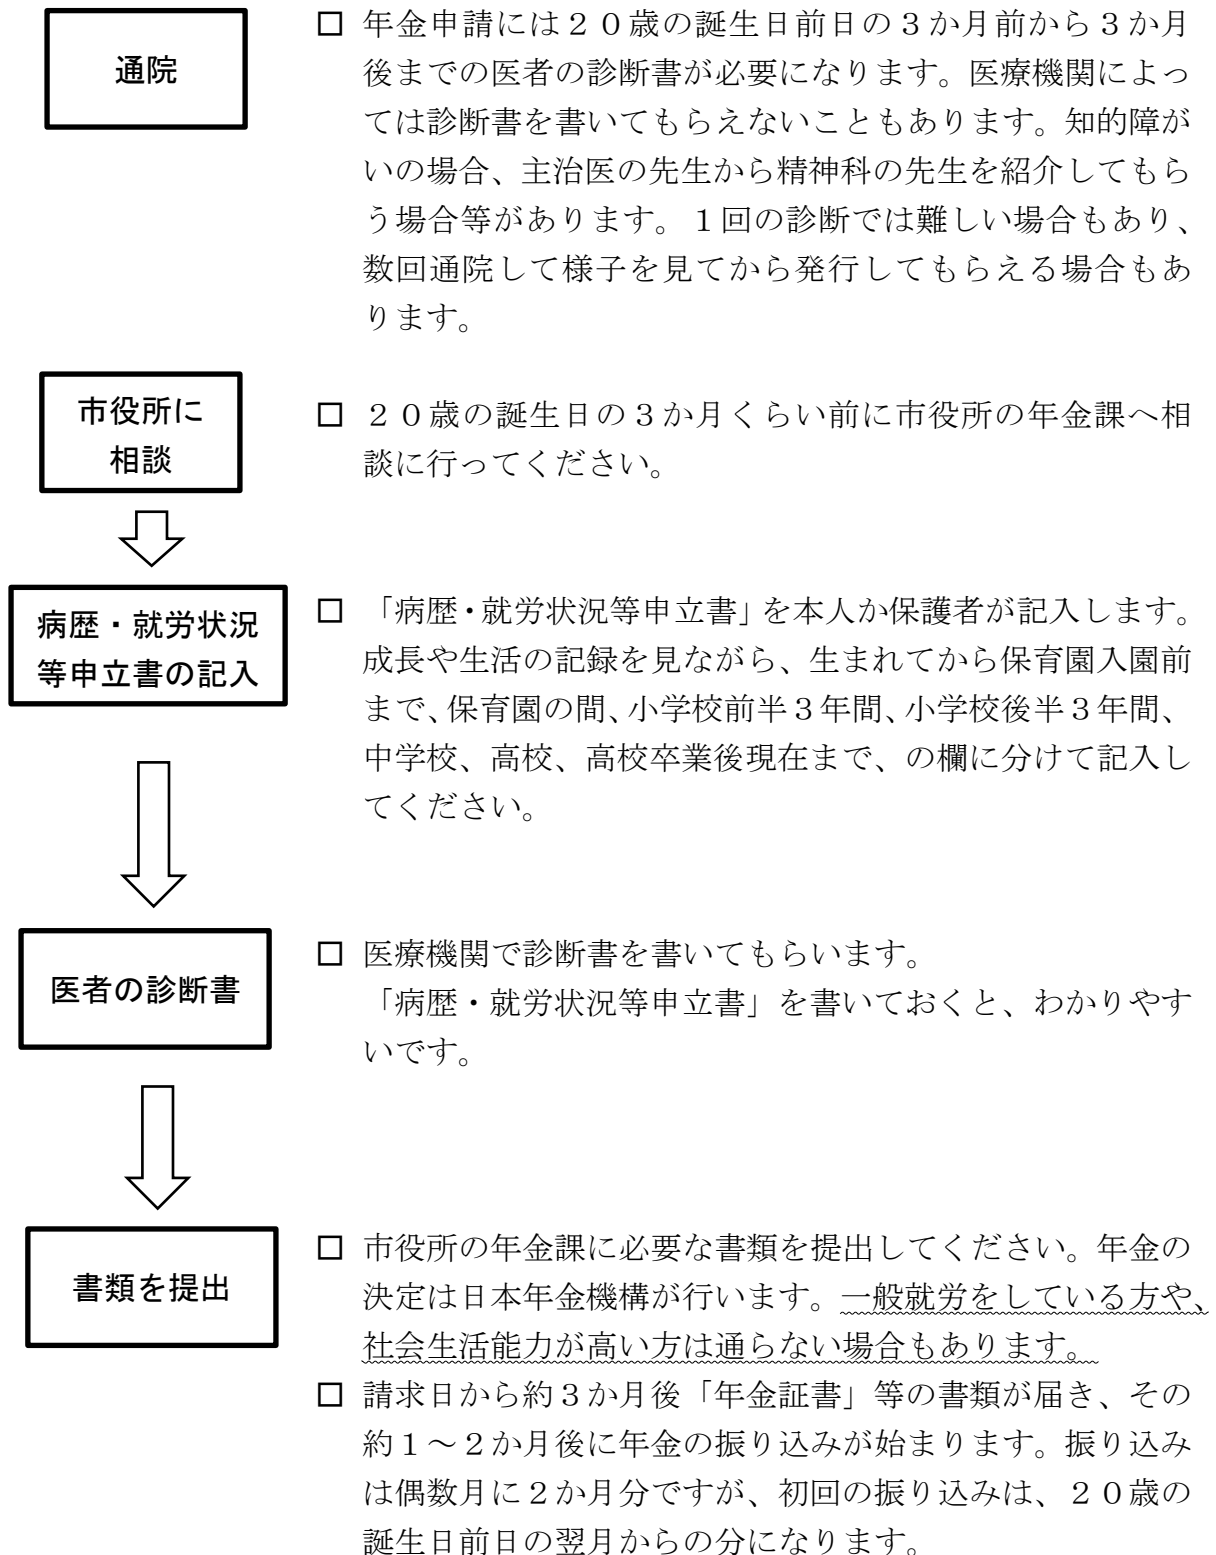 通院
□ 年金申請には２０歳の誕生日前日の３か月前から３か月
後までの医者の診断書が必要になります。医療機関によっ
ては診断書を書いてもらえないこともあります。知的障が
いの場合、主治医の先生から精神科の先生を紹介してもら
う場合等があります。１回の診断では難しい場合もあり、
数回通院して様子を見てから発行してもらえる場合もあ
ります。
市役所に
相談
□ ２０歳の誕生日の３か月くらい前に市役所の年金課へ相
談に行ってください。
病歴・就労状況
等申立書の記入
□ 「病歴・就労状況等申立書」を本人か保護者が記入します。
成長や生活の記録を見ながら、生まれてから保育園入園前
まで、保育園の間、小学校前半３年間、小学校後半３年間、
中学校、高校、高校卒業後現在まで、の欄に分けて記入し
てください。
医者の診断書
□ 医療機関で診断書を書いてもらいます。
「病歴・就労状況等申立書」を書いておくと、わかりやす
いです。
書類を提出
□ 市役所の年金課に必要な書類を提出してください。年金の
決定は日本年金機構が行います。一般就労をしている方や、
社会生活能力が高い方は通らない場合もあります。
□ 請求日から約３か月後「年金証書」等の書類が届き、その
約１～２か月後に年金の振り込みが始まります。振り込み
は偶数月に２か月分ですが、初回の振り込みは、２０歳の
誕生日前日の翌月からの分になります。